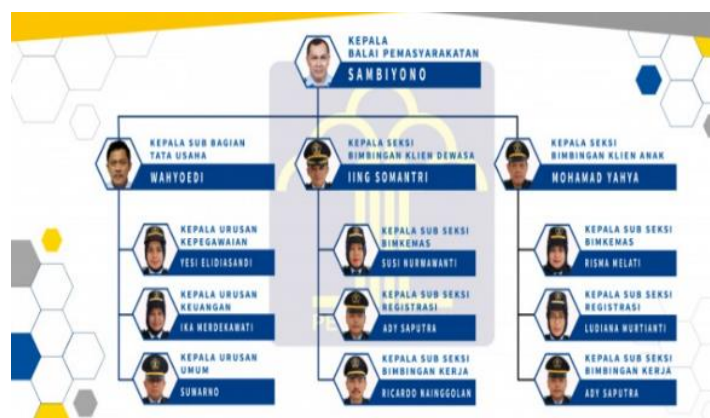 KEPALA
BALAI PEMASYARAKATAN
SAMBIYONO
KEPALA SUB BAGIAN
TATA USAHA
WAHYOEDI
KEPALA SEKSI
BIMBINGAN KLIEN DEWASA
IING SOMANTRI
KEPALA SEKSI
BIMBINGAN KLIEN ANAK
MOHAMAD YAHYA
KEPALA URUSAN
KEPEGAWAIAN
YESI ELIDIASANDI
KEPALA SUB SEKSI
BIMKEMAS
SUSI NURWAWANTI
KEPALA SUB SEKSI
BIMKEMAS
RISMA MELATI
KEPALA URUSAN
KEUANGAN
IKA MERDEKAWATI
KEPALA SUB SEKSI
REGISTRASI
ADY SAPUTRA
KEPALA SUB SEKSI
REGISTRASI
LUDIANA NURTIANTI
KEPALA URUSAN
UMUM
SUWARNO
KEPALA SUB SEKSI
BIMBINGAN KERJA
RICARDO NAINGGOLAN
KEPALA SUB SEKSI
BIMBINGAN KERJA
ADY SAPUTRA